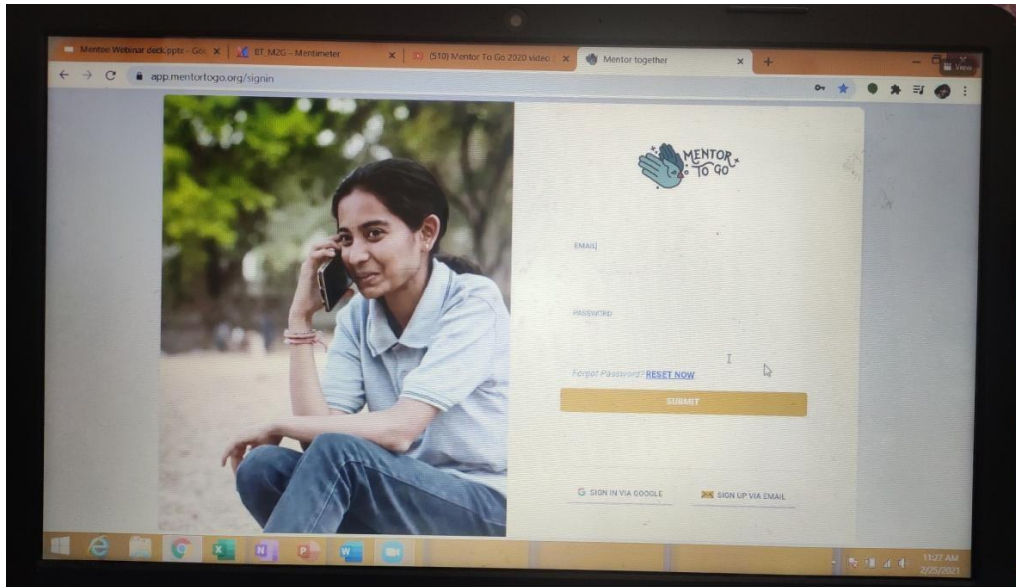 Mentee Webinar deck.pptx - Goo
BT_M2G - Mentimeter
(510) Mentor To Go 2020 video
Mentor together
View
app.mentortogo.org/signin
MENTOR
TO GO
EMAIL
PASSWORD
Forgot Password? RESET NOW
SUBMIT
G SIGN IN VIA GOOGLE
SIGN UP VIA EMAIL
11:27 AM
2/25/2021